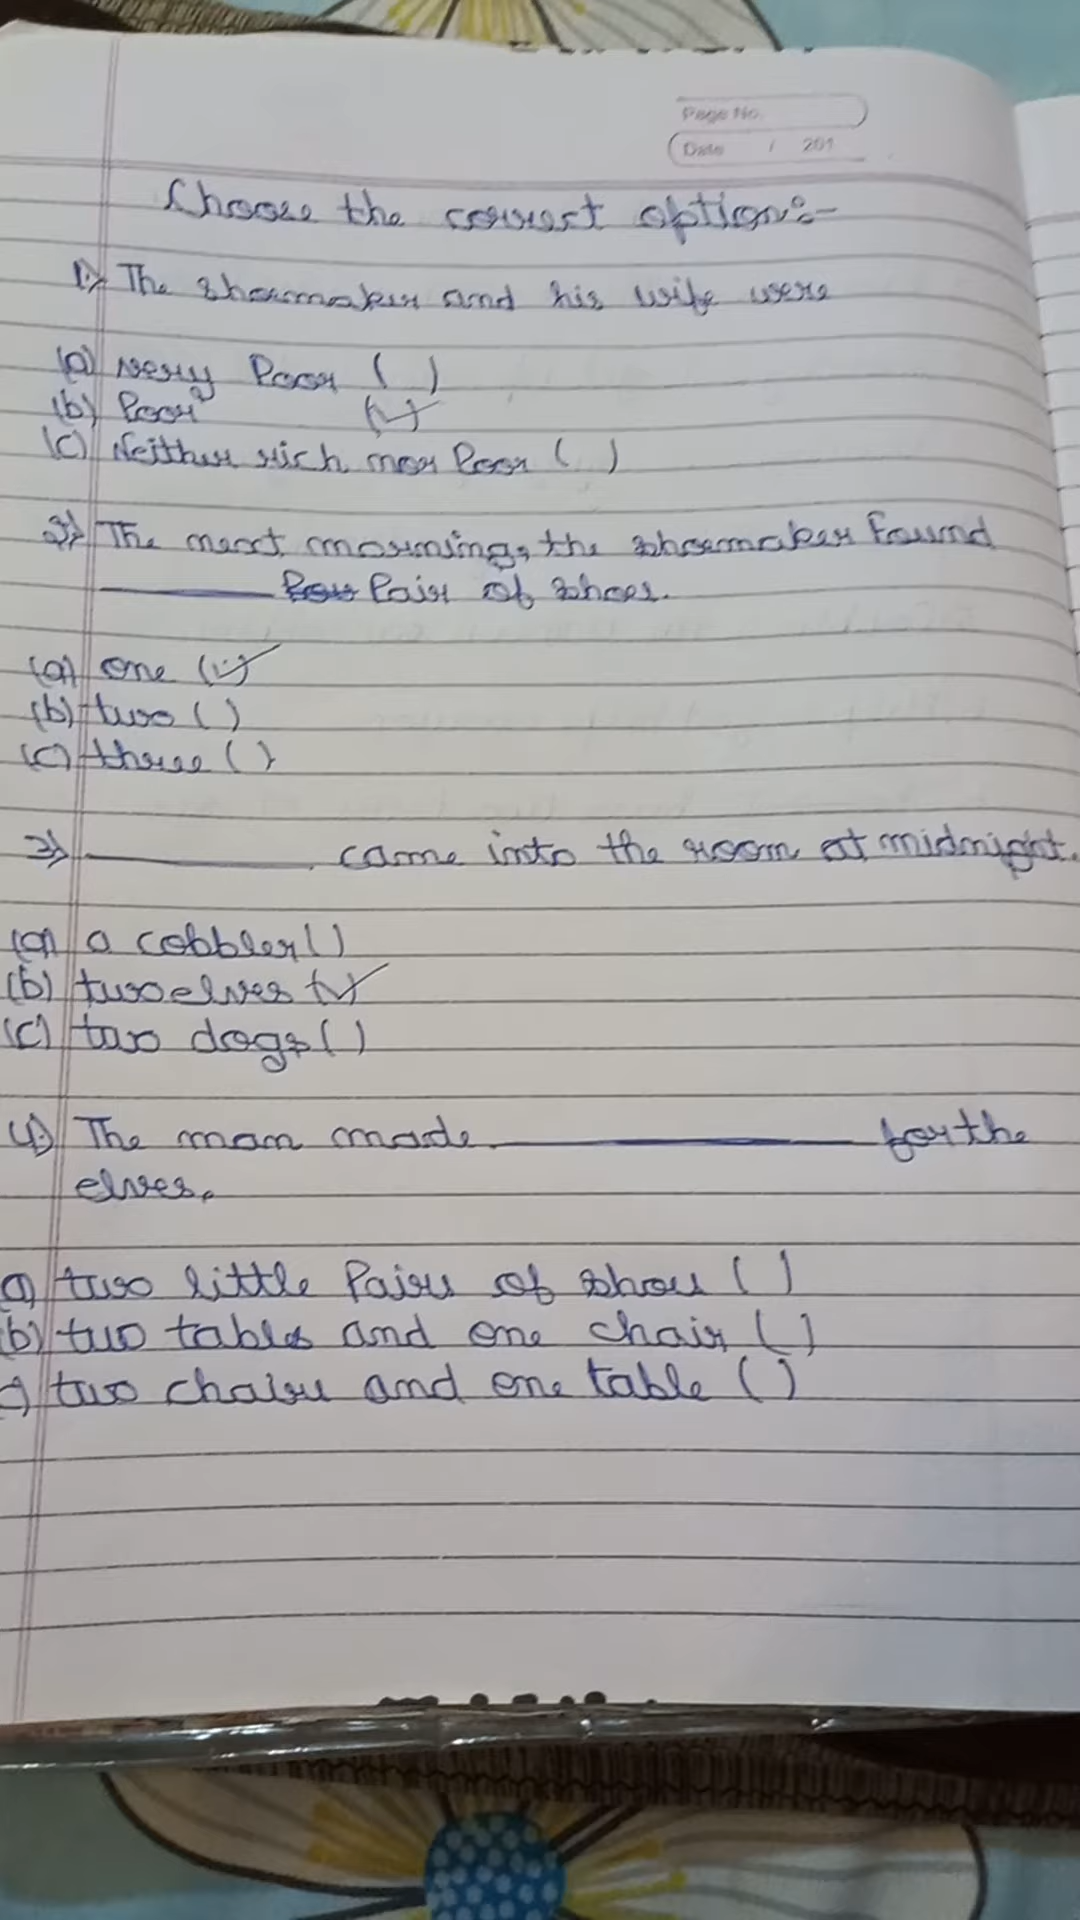 Page No.
Date / 201
Choose the correct option:-
1) The shoemaker and his wife were
(a) very Poor ( )
(b) Poor (✓)
(c) Neither rich nor Poor ( )
2) The next morning, the shoemaker Found
________ Pair of shoes.
(a) one (✓)
(b) two ( )
(c) three ( )
3) ________ came into the room at midnight.
(a) a cobbler ( )
(b) two elves (✓)
(c) two dogs ( )
4) The man made ________ for the
elves.
a) two little Pairs of shoes ( )
(b) two tables and one chair ( )
c) two chairs and one table ( )